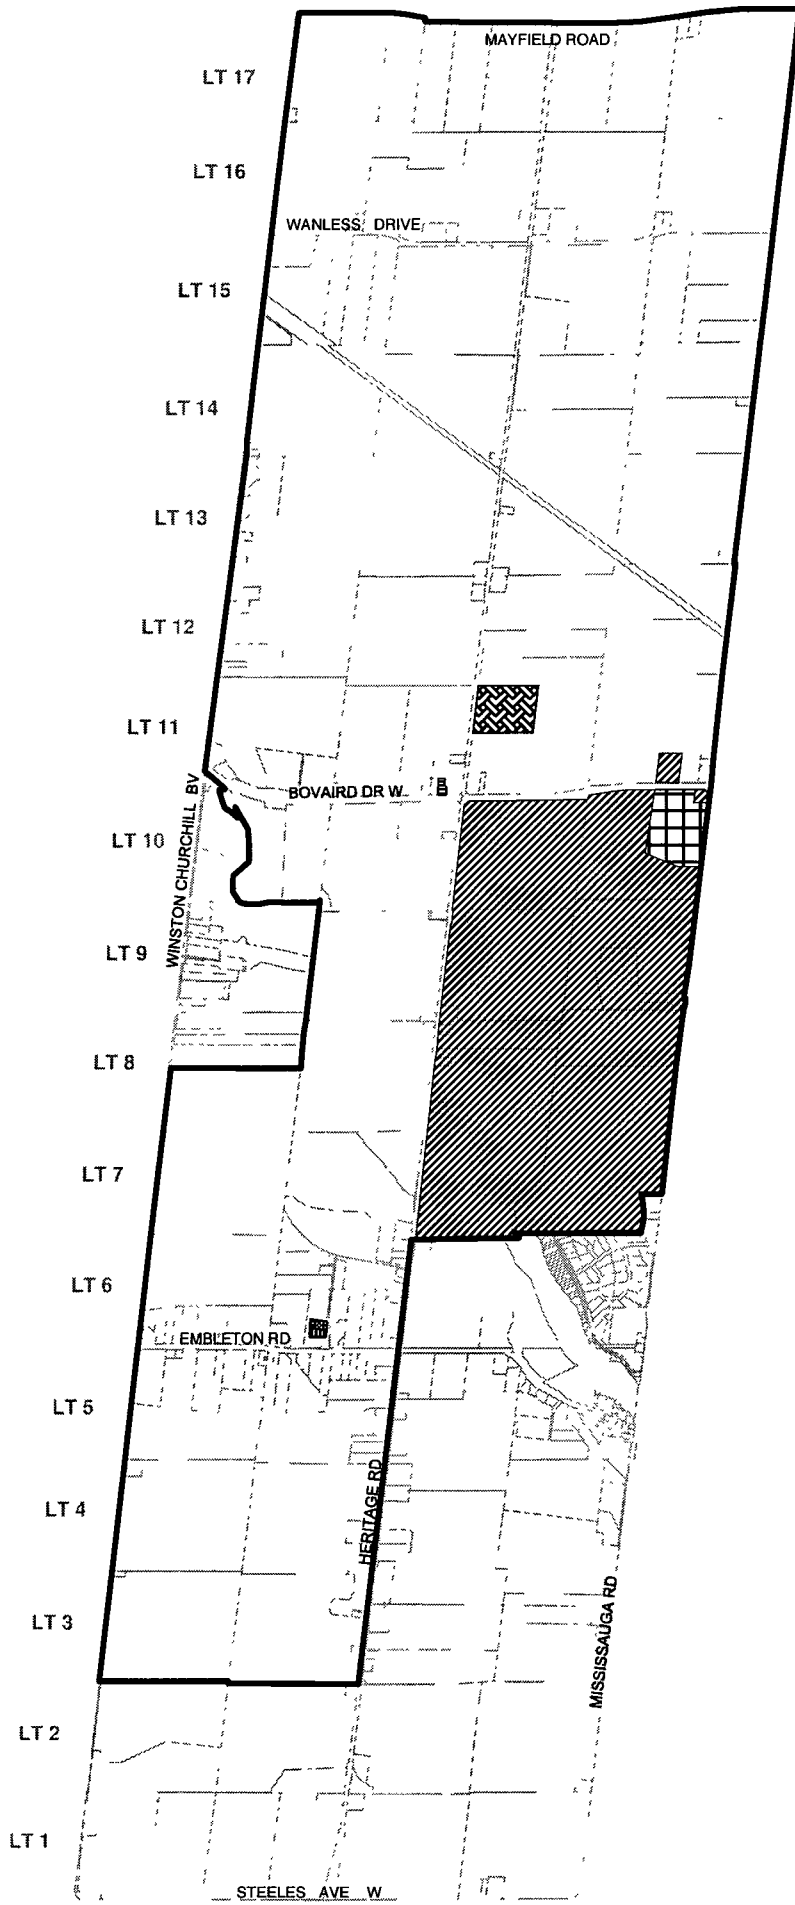 MAYFIELD ROAD
LT 17
LT 16
WANLESS DRIVE
LT 15
LT 14
LT 13
LT 12
LT 11
BOVAIRD DR W
WINSTON CHURCHILL BV
LT 10
LT 9
LT 8
LT 7
LT 6
EMBLETON RD
LT 5
HERITAGE RD
LT 4
MISSISSAUGA RD
LT 3
LT 2
LT 1
STEELES AVE W